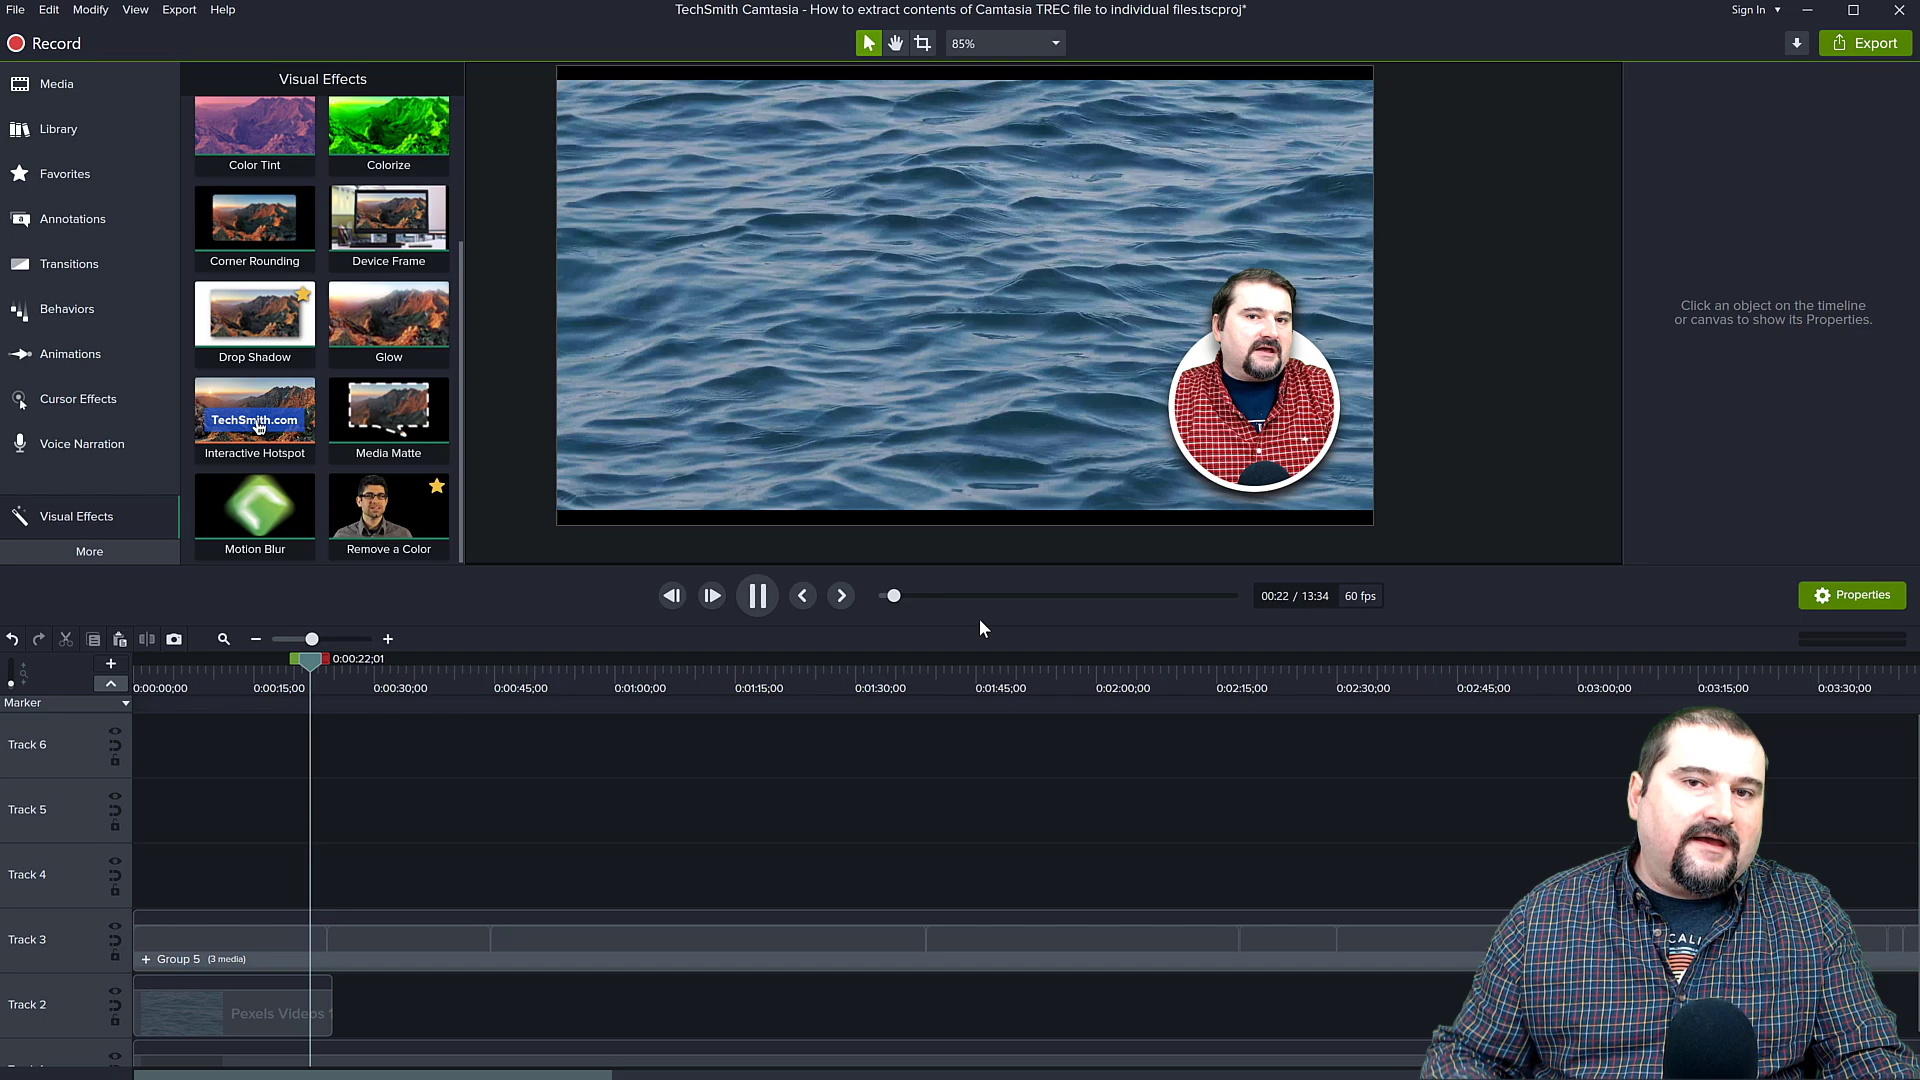 File Edit Modify View Export Help
TechSmith Camtasia - How to extract contents of Camtasia TREC file to individual files.tscproj*
Sign In
Record
85%
Export
Media
Library
Favorites
Annotations
Transitions
Behaviors
Animations
Cursor Effects
Voice Narration
Visual Effects
More
Visual Effects
Color Tint
Colorize
Corner Rounding
Device Frame
Drop Shadow
Glow
TechSmith.com
Interactive Hotspot
Media Matte
Motion Blur
Remove a Color
Click an object on the timeline
or canvas to show its Properties.
00:22 / 13:34 60 fps
Properties
0:00:22;01
0:00:00;00 0:00:15;00 0:00:30;00 0:00:45;00 0:01:00;00 0:01:15;00 0:01:30;00 0:01:45;00 0:02:00;00 0:02:15;00 0:02:30;00 0:02:45;00 0:03:00;00 0:03:15;00 0:03:30;00
Marker
Track 6
Track 5
Track 4
Track 3
+ Group 5 (3 media)
Track 2
Pexels Videos
CALI